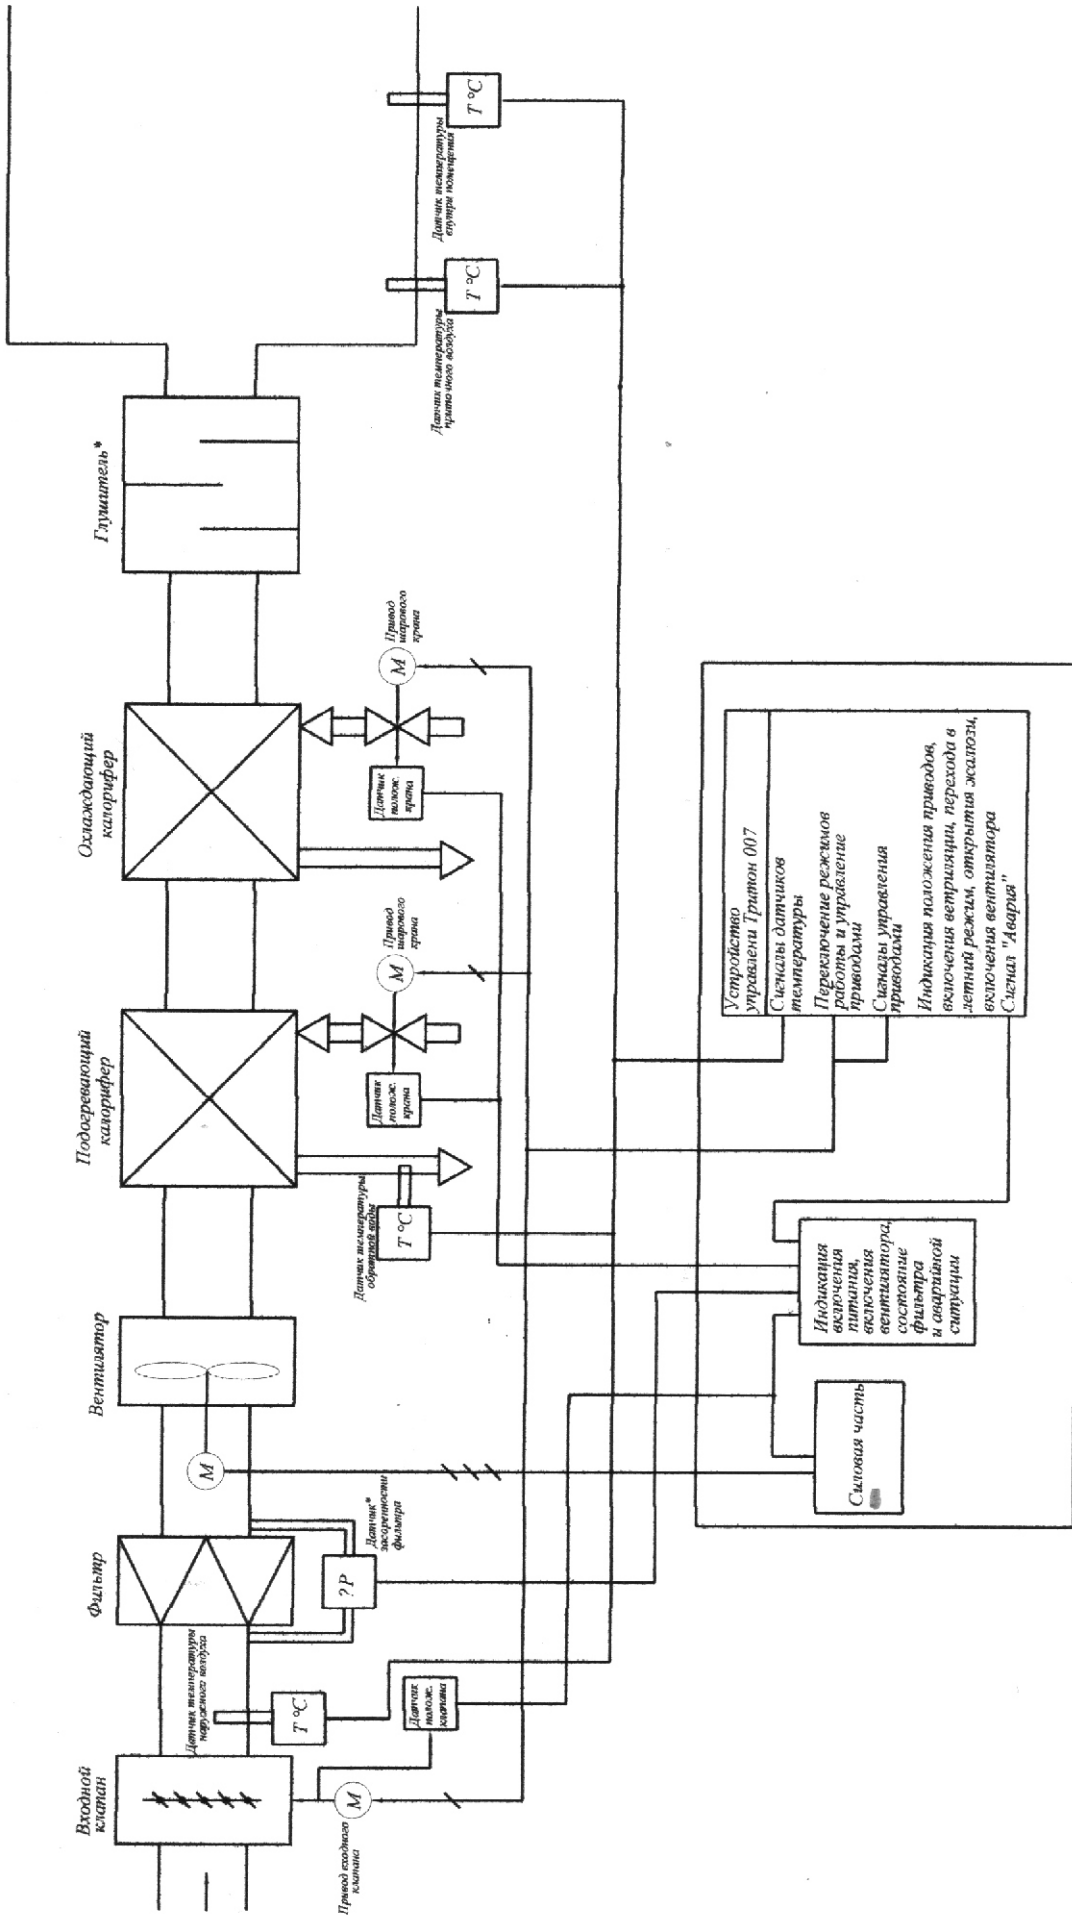 Входной
клапан
Фильтр
Вентилятор
Подогревающий
калорифер
Охлаждающий
калорифер
Глушитель*
Датчик температуры
наружного воздуха
T °C
Привод входного
клапана
M
Датчик
полож.
клапана
?P
Датчик*
засоренности
фильтра
M
Датчик температуры
обратной воды
T °C
Датчик
полож.
крана
M
Привод
шарового
крана
Датчик
полож.
крана
M
Привод
шарового
крана
Датчик температуры
приточного воздуха
T °C
Датчик температуры
внутри помещения
T °C
Силовая часть
Индикация
включения
питания,
включения
вентилятора,
состояние
фильтра
и аварийной
ситуации
Устройство
управлени Тритон 007
Сигналы датчиков
температуры
Переключение режимов
работы и управление
приводами
Сигналы управления
приводами
Индикация положения приводов,
включения ветриляции, перехода в
летний режим, открытия жалюзи,
включения вентилятора
Сигнал "Авария"